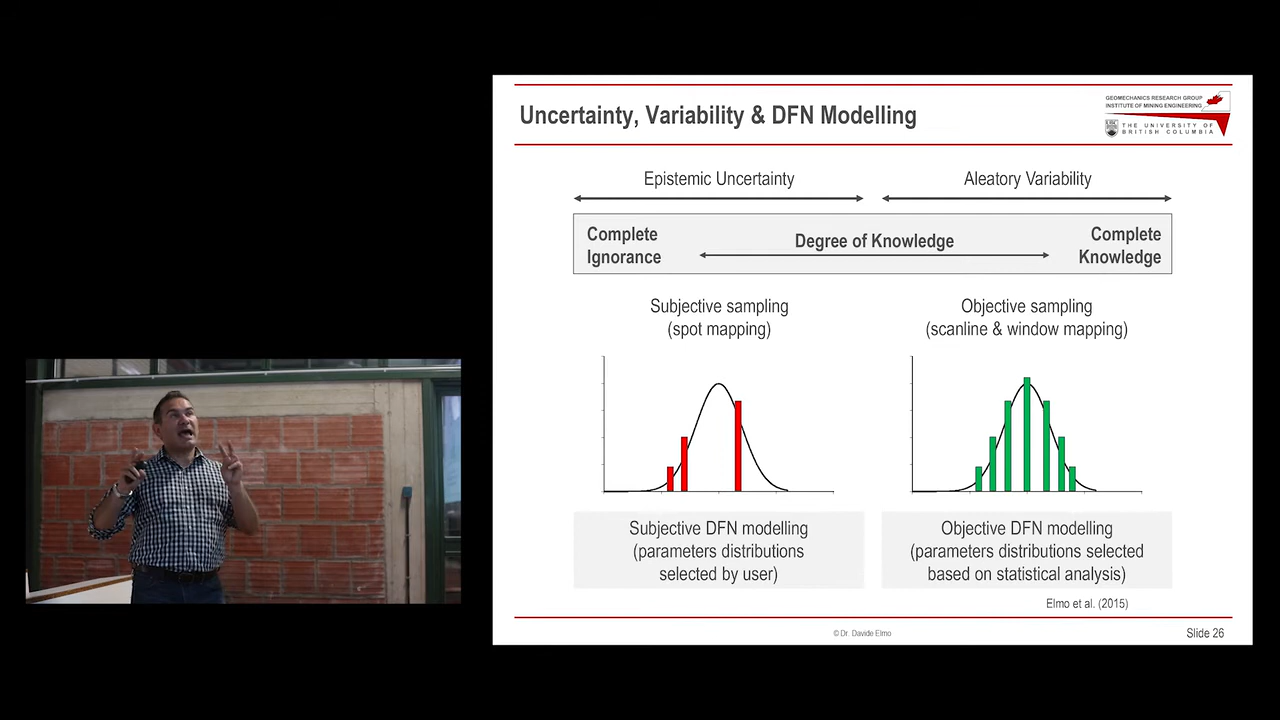 Uncertainty, Variability & DFN Modelling
GEOMECHANICS RESEARCH GROUP
INSTITUTE OF MINING ENGINEERING
THE UNIVERSITY OF
BRITISH COLUMBIA
Epistemic Uncertainty
Aleatory Variability
Complete
Ignorance
Degree of Knowledge
Complete
Knowledge
Subjective sampling
(spot mapping)
Objective sampling
(scanline & window mapping)
Subjective DFN modelling
(parameters distributions
selected by user)
Objective DFN modelling
(parameters distributions selected
based on statistical analysis)
Elmo et al. (2015)
© Dr. Davide Elmo
Slide 26